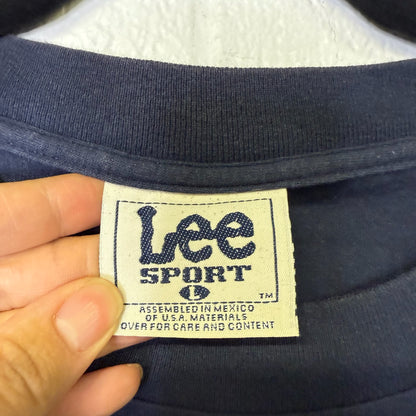 Lee
SPORT
L
TM
ASSEMBLED IN MEXICO
OF U.S.A. MATERIALS
OVER FOR CARE AND CONTENT